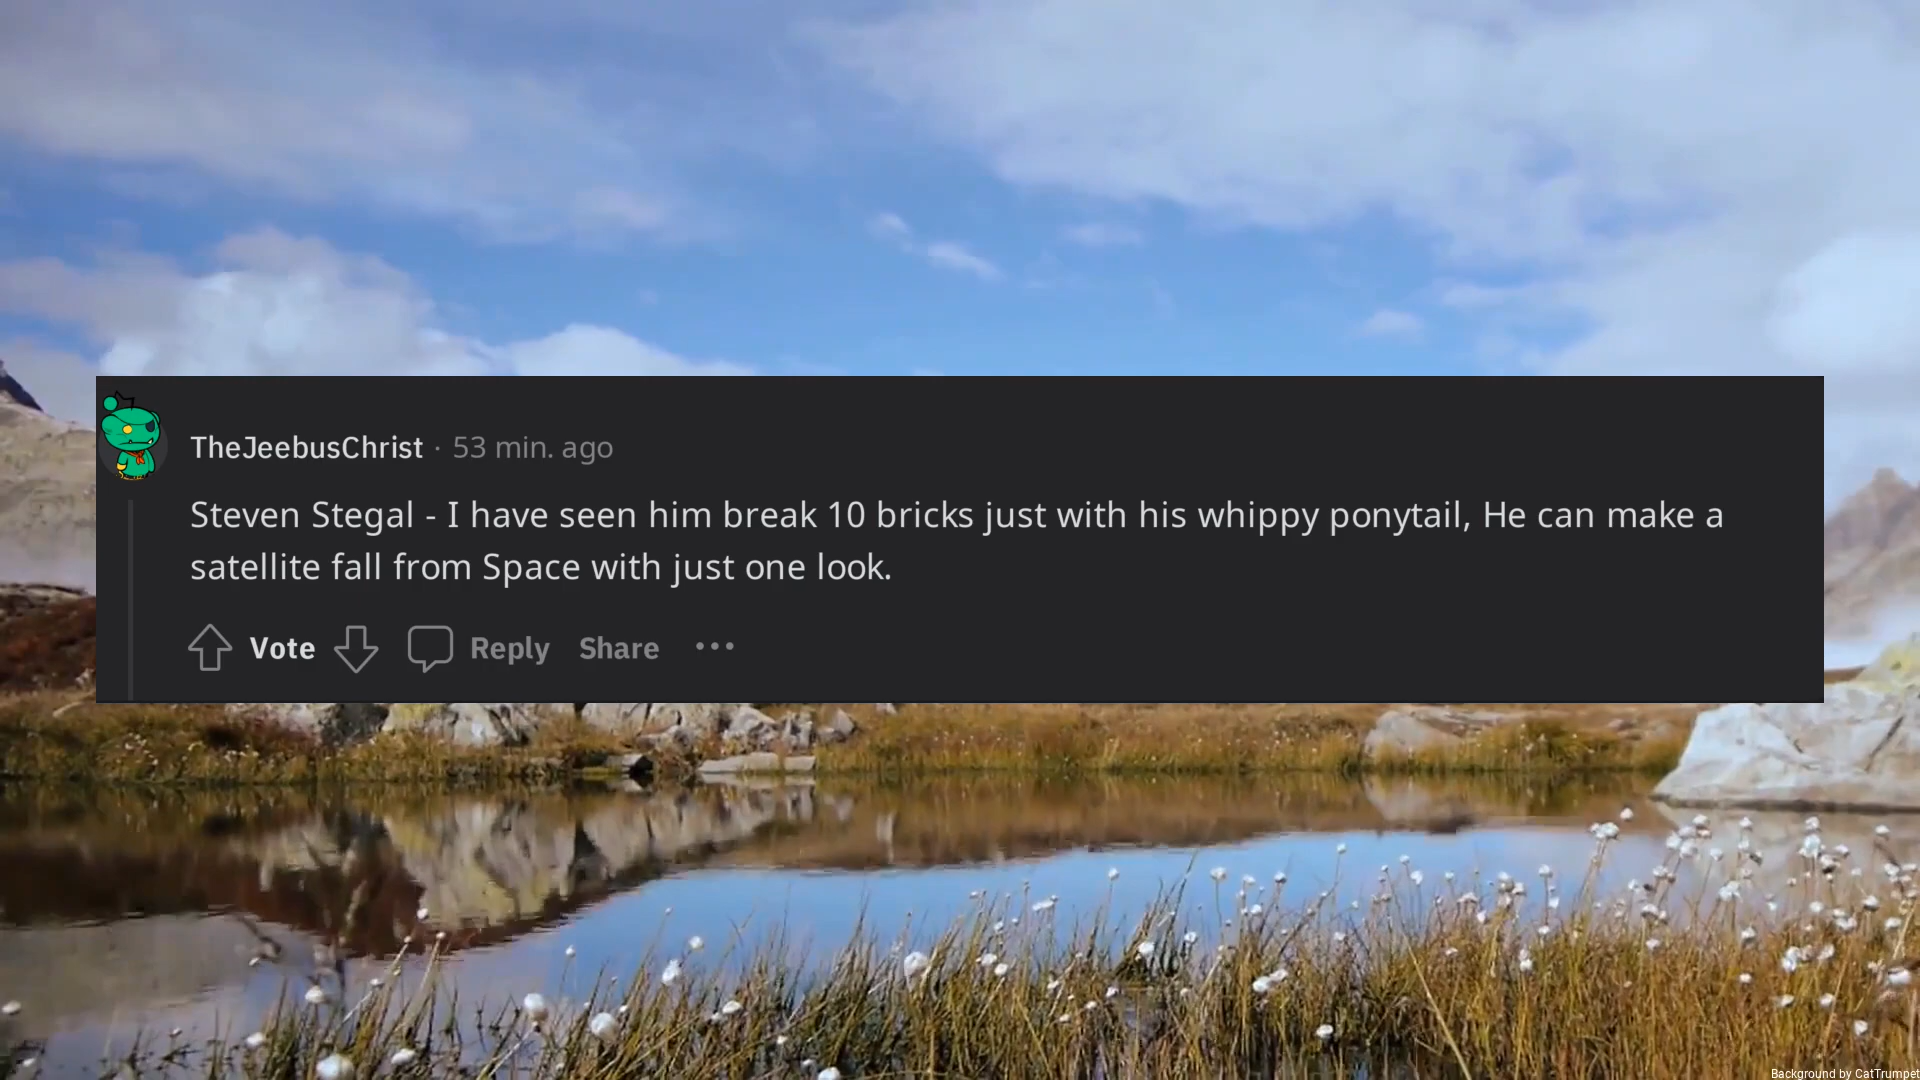 TheJeebusChrist · 53 min. ago
Steven Stegal - I have seen him break 10 bricks just with his whippy ponytail, He can make a
satellite fall from Space with just one look.
Vote Reply Share ···
Background by CatTrumpet